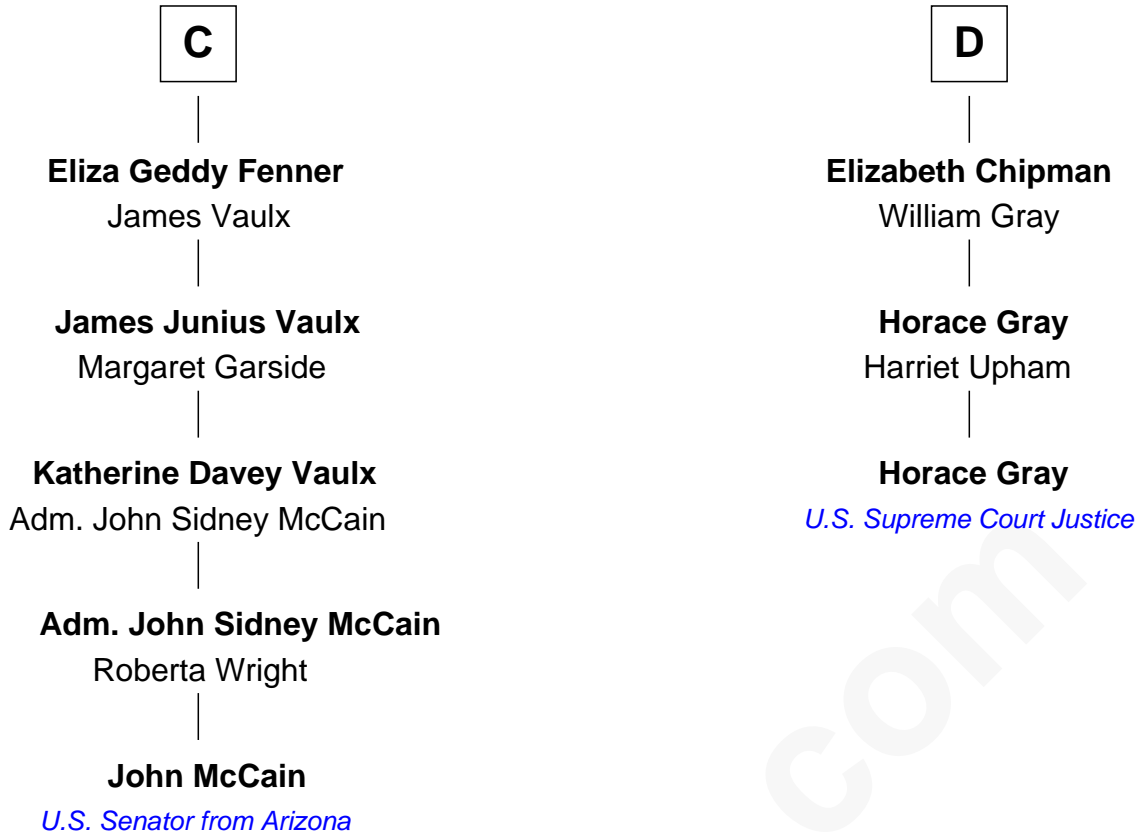 C
Eliza Geddy Fenner
James Vaulx
James Junius Vaulx
Margaret Garside
Katherine Davey Vaulx
Adm. John Sidney McCain
Adm. John Sidney McCain
Roberta Wright
John McCain
U.S. Senator from Arizona
D
Elizabeth Chipman
William Gray
Horace Gray
Harriet Upham
Horace Gray
U.S. Supreme Court Justice
com